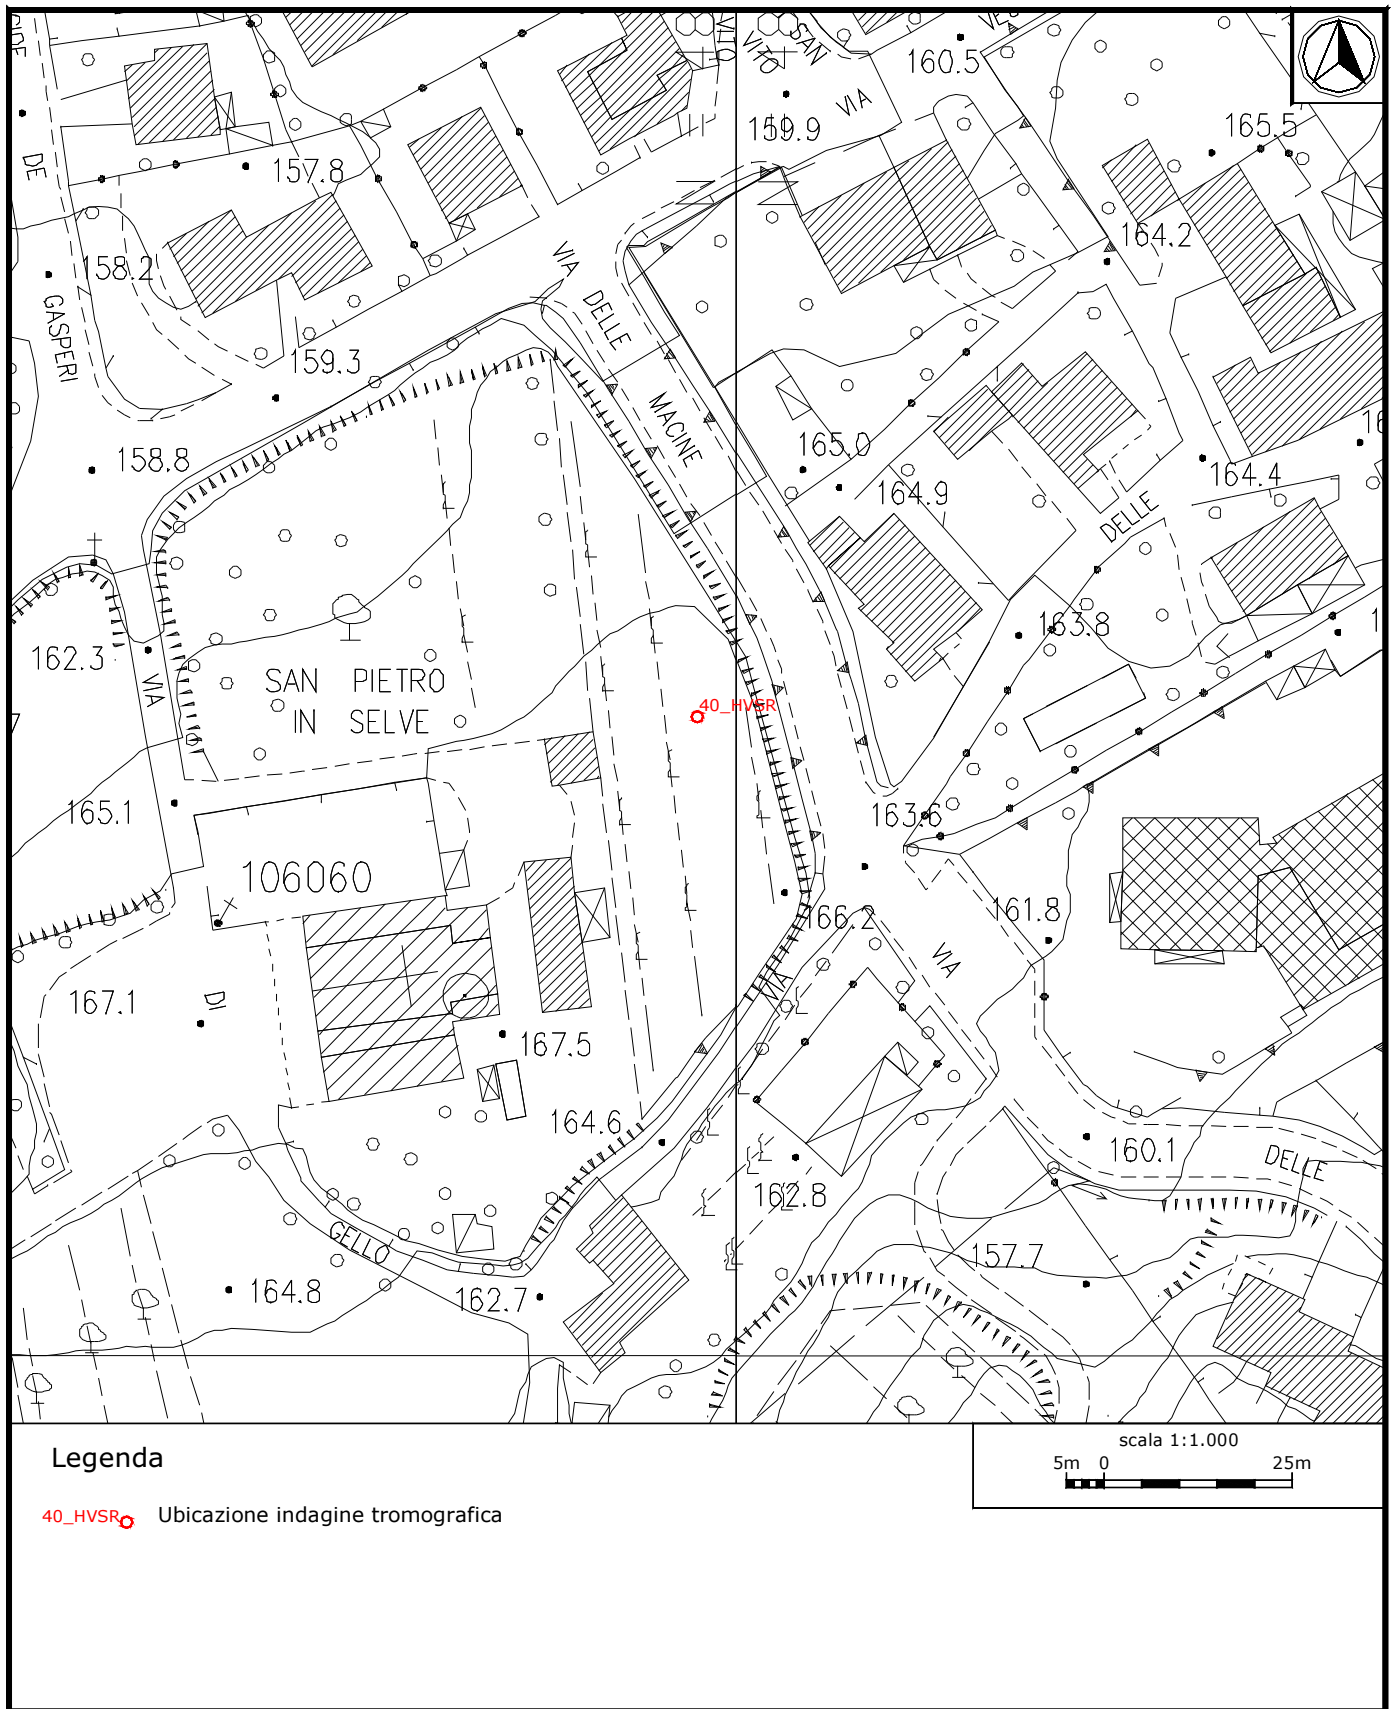 SAN
VITO
VITO
160.5
VIA
159.9
165.5
157.8
DE
164.2
158.2
VIA
DELLE
GASPERI
159.3
MACINE
165.0
158.8
164.9
164.4
DELLE
163.8
162.3
VIA
SAN PIETRO
IN SELVE
40_HVSR
165.1
163.6
106060
166.2
161.8
VIA
VIA
167.1
DI
167.5
164.6
160.1
DELLE
162.8
GELLO
157.7
164.8
162.7
Legenda
40_HVSR Ubicazione indagine tromografica
scala 1:1.000
5m 0 25m